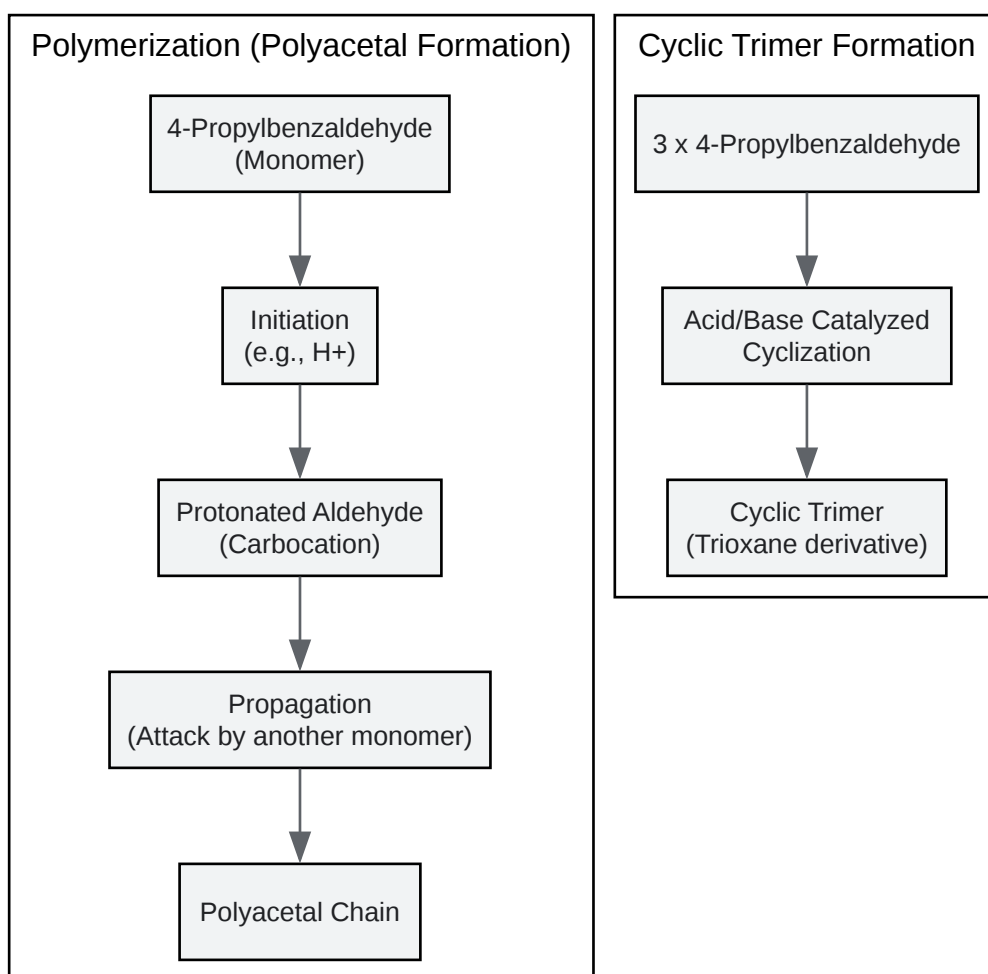 Polymerization (Polyacetal Formation)
4-Propylbenzaldehyde
(Monomer)
Initiation
(e.g., H+)
Protonated Aldehyde
(Carbocation)
Propagation
(Attack by another monomer)
Polyacetal Chain
Cyclic Trimer Formation
3 x 4-Propylbenzaldehyde
Acid/Base Catalyzed
Cyclization
Cyclic Trimer
(Trioxane derivative)